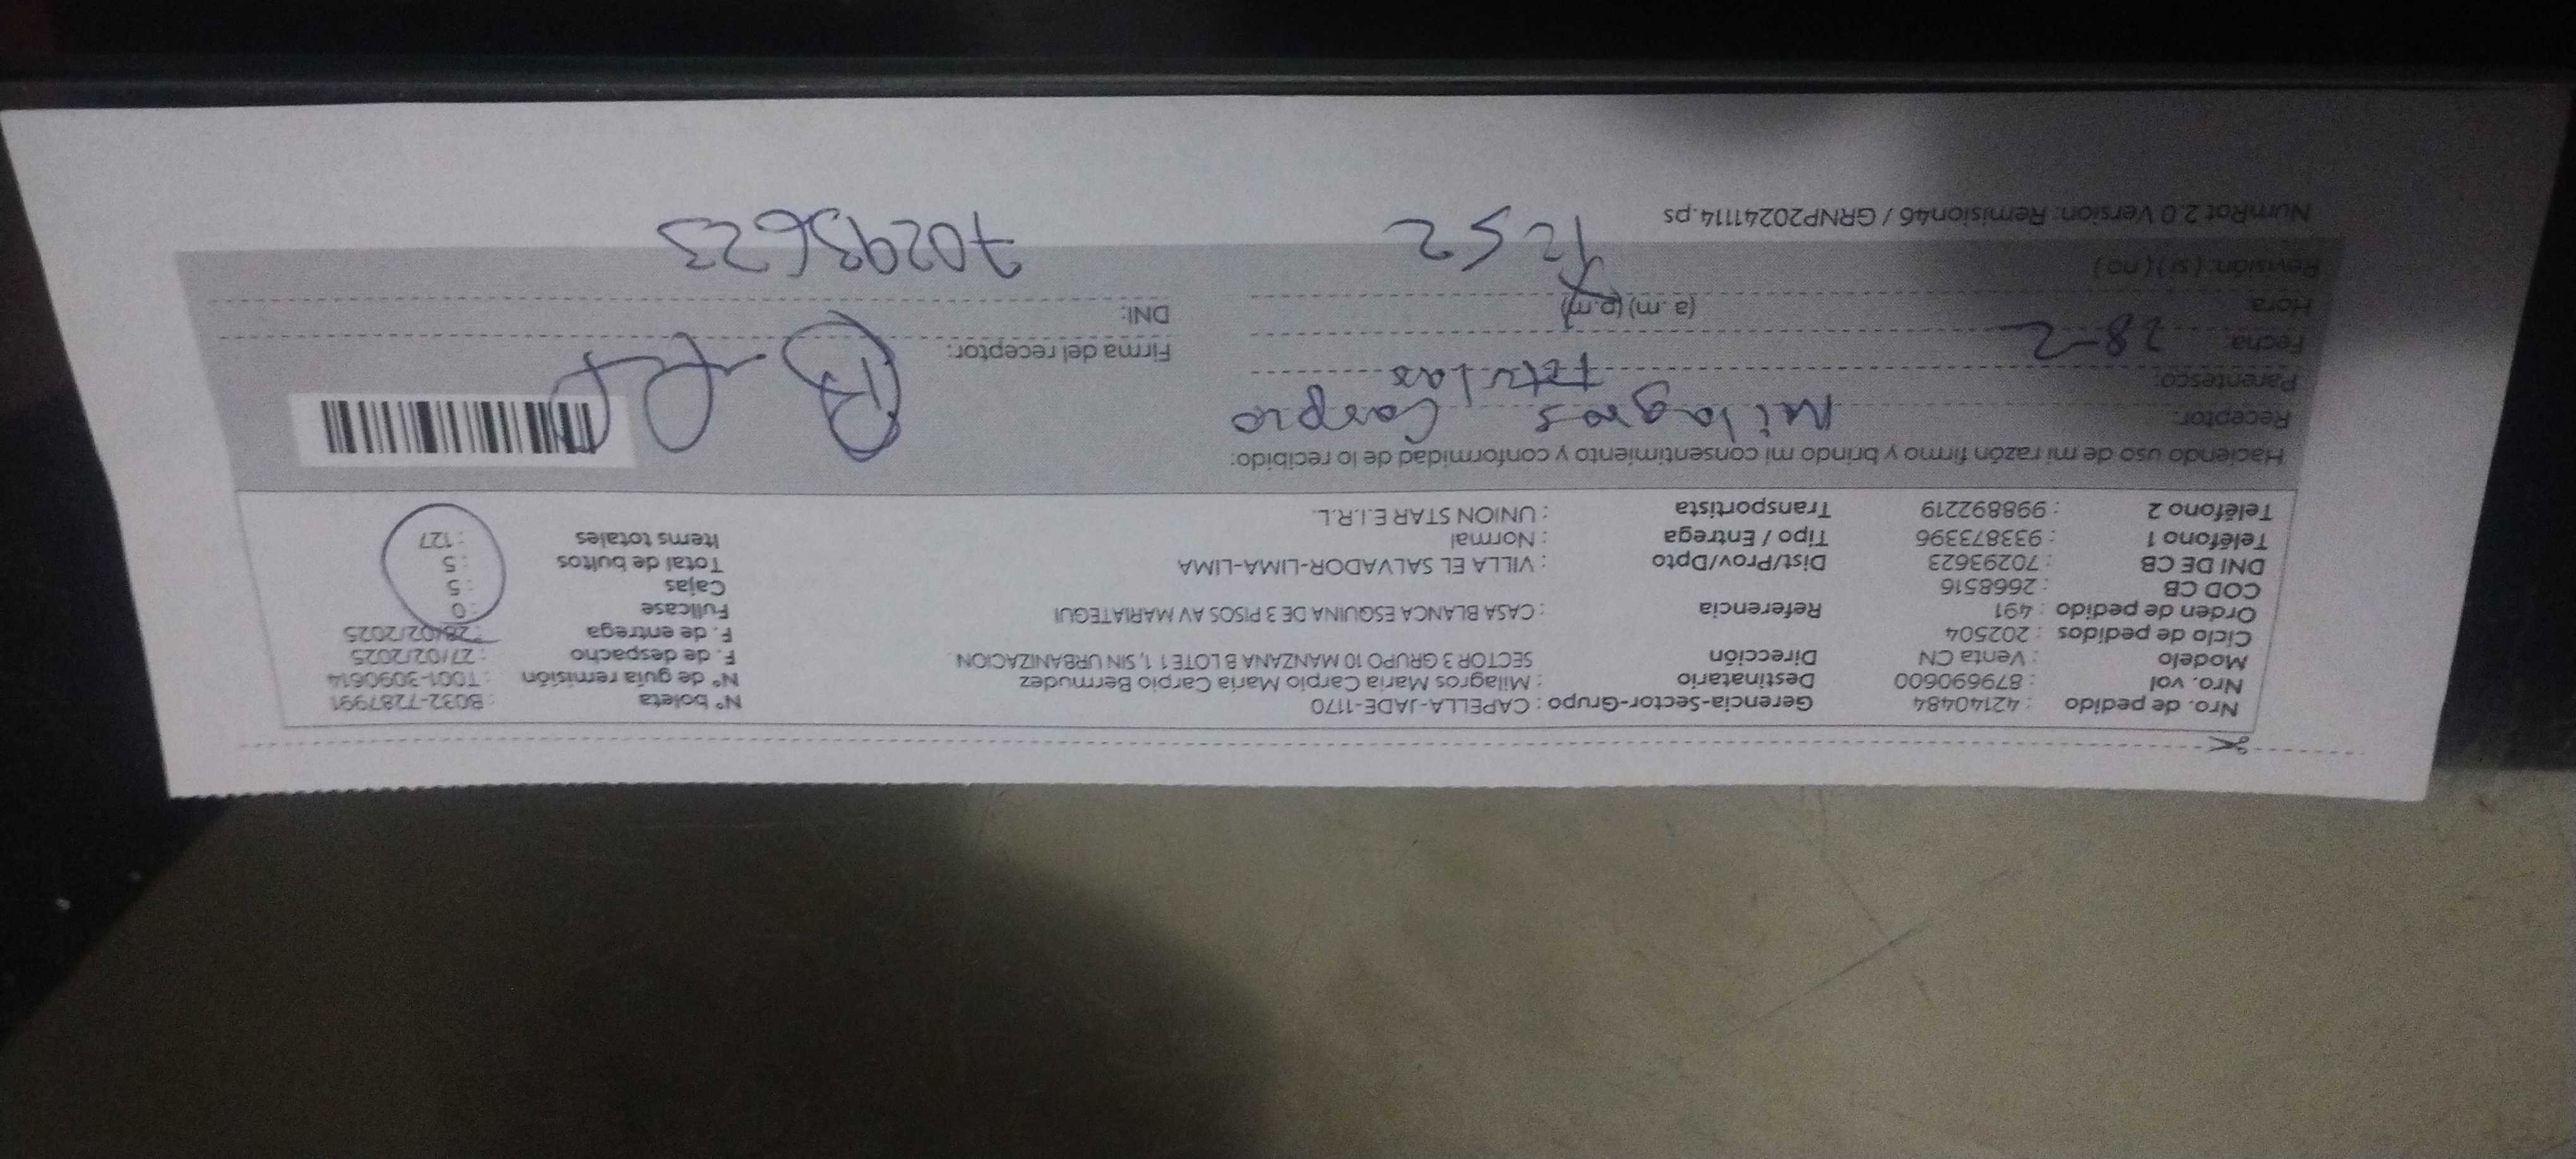 Nro. de pedido : 42140484 Gerencia-Sector-Grupo : CAPELLA-JADE-1170 N° boleta : B032-7287991
Nro. vol : 879690600 Destinatario : Milagros Maria Carpio Maria Carpio Bermudez N° de guía remisión : T001-3090614
Modelo : Venta CN Dirección SECTOR 3 GRUPO 10 MANZANA B LOTE 1 1, SIN URBANIZACION F. de despacho : 27/02/2025
Ciclo de pedidos : 202504 F. de entrega : 28/02/2025
Orden de pedido : 491 Referencia : CASA BLANCA ESQUINA DE 3 PISOS AV MARIATEGUI Fullcase : 0
COD CB : 2668516 Cajas : 5
DNI DE CB : 70293623 Dist/Prov/Dpto : VILLA EL SALVADOR-LIMA-LIMA Total de bultos : 5
Teléfono 1 : 933873396 Tipo / Entrega : Normal Items totales : 127
Teléfono 2 : 998892219 Transportista : UNION STAR E.I.R.L.
Haciendo uso de mi razón firmo y brindo mi consentimiento y conformidad de lo recibido:
Receptor: Milagros Carpio
Parentesco: Titular
Fecha: 28-2 Firma del receptor:
Hora: (a. m) (p.m) DNI:
Revisión: (si) (no) 1252 70293623
NumRot 2.0 Version: Remision46 / GRNP20241114.ps